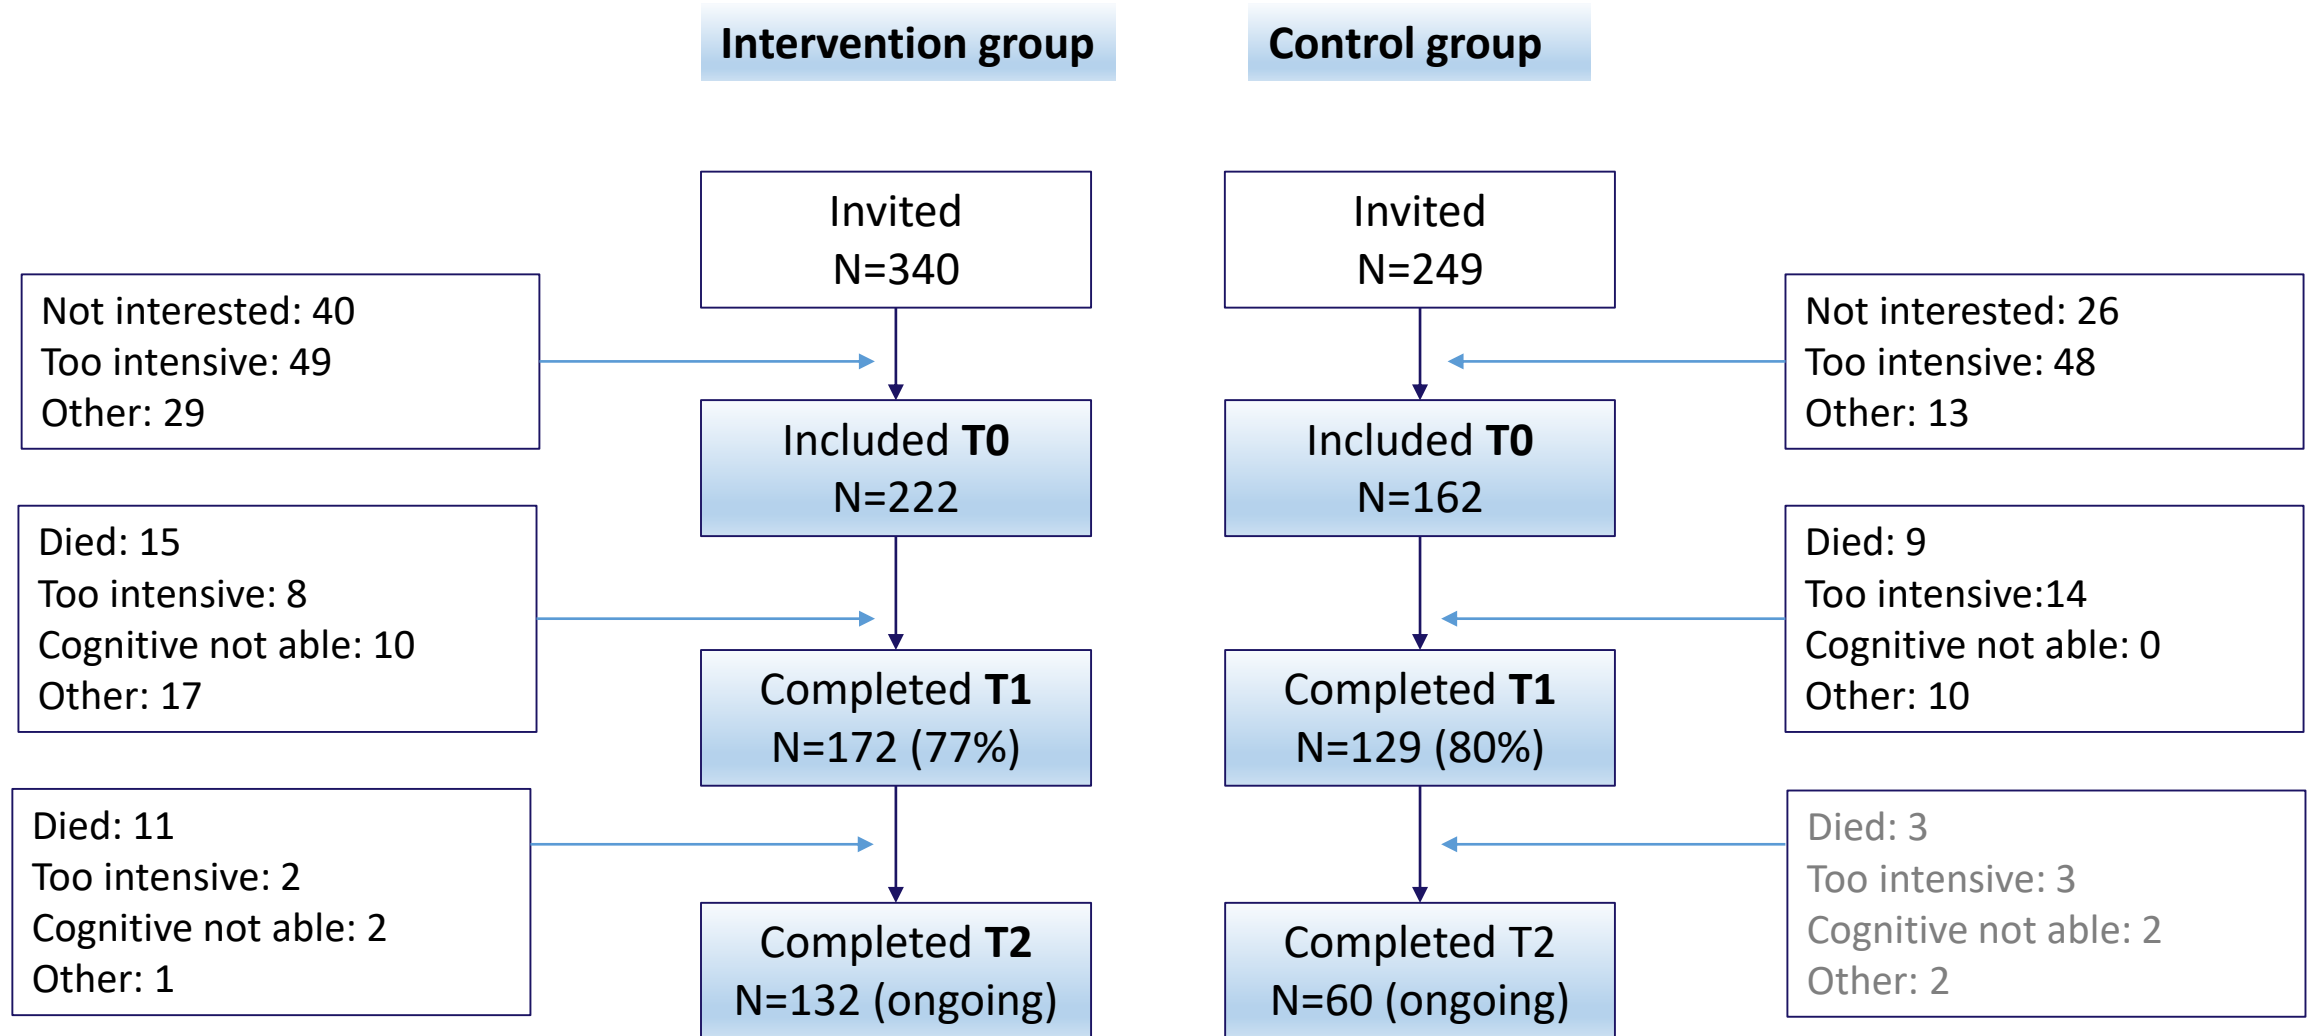 Intervention group
Control group
Invited
N=340
Invited
N=249
Not interested: 40
Too intensive: 49
Other: 29
Not interested: 26
Too intensive: 48
Other: 13
Included T0
N=222
Included T0
N=162
Died: 15
Too intensive: 8
Cognitive not able: 10
Other: 17
Died: 9
Too intensive:14
Cognitive not able: 0
Other: 10
Completed T1
N=172 (77%)
Completed T1
N=129 (80%)
Died: 11
Too intensive: 2
Cognitive not able: 2
Other: 1
Died: 3
Too intensive: 3
Cognitive not able: 2
Other: 2
Completed T2
N=132 (ongoing)
Completed T2
N=60 (ongoing)